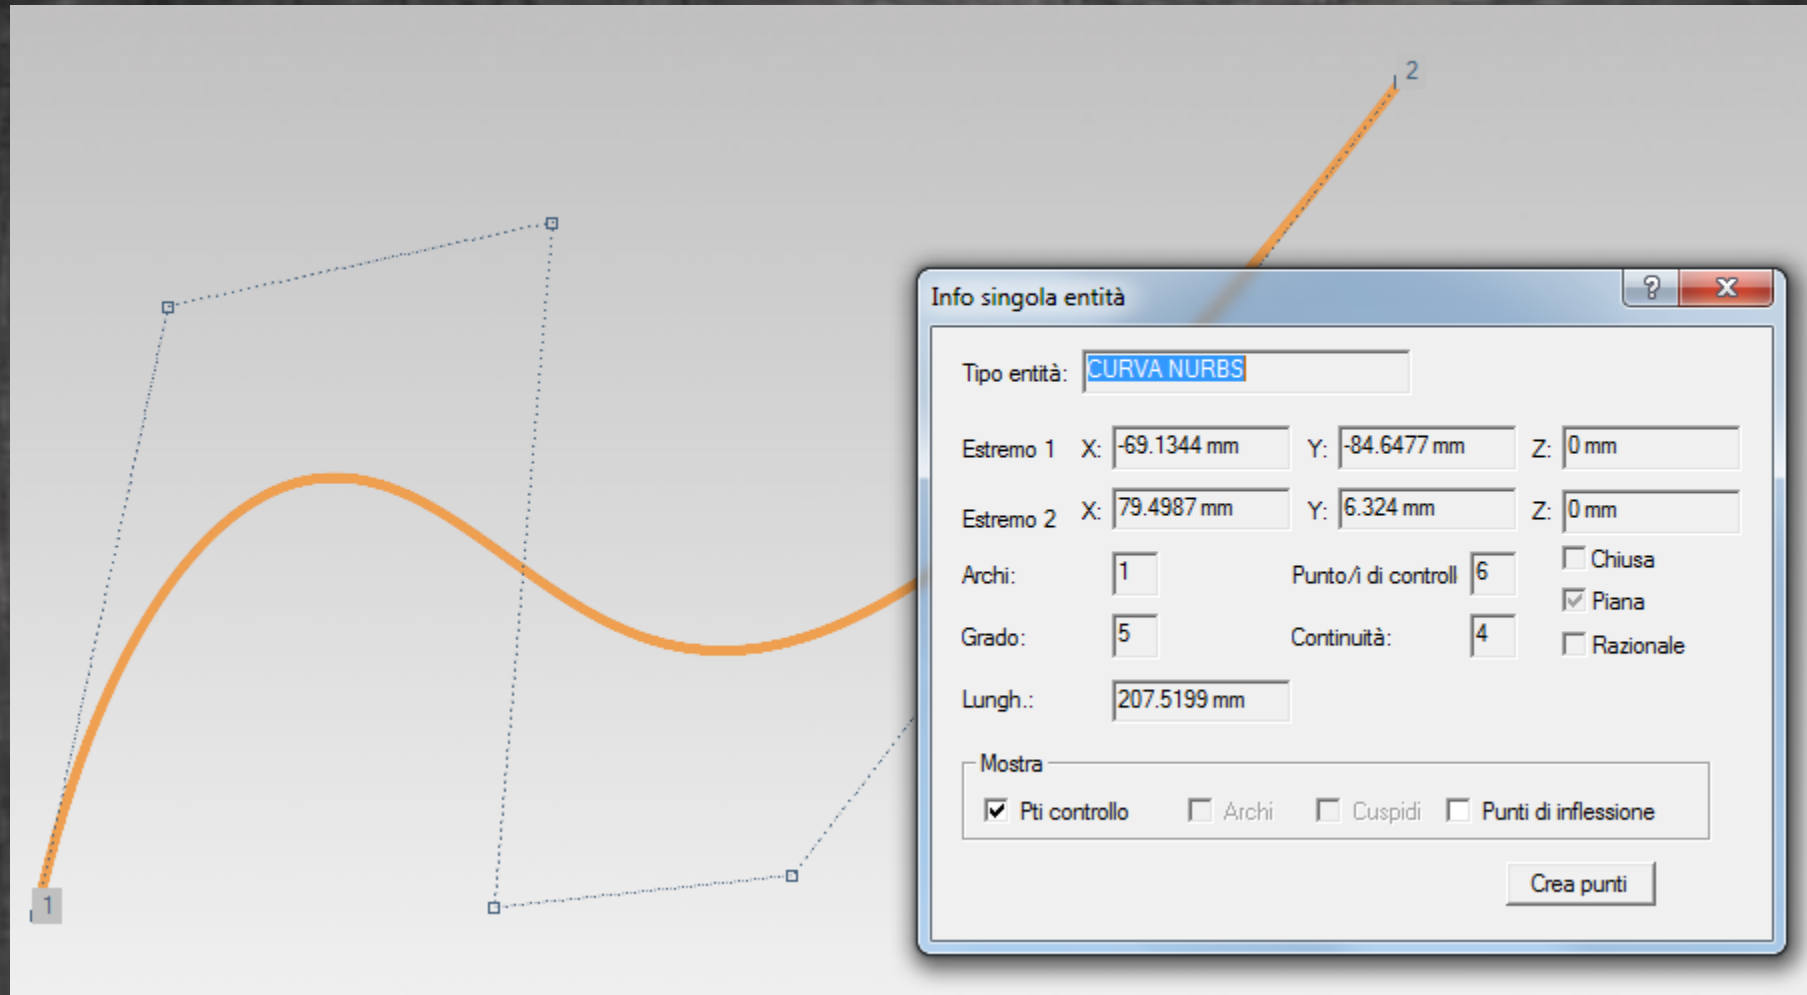 2
Info singola entità
?
Tipo entità: CURVA NURBS
Estremo 1 X: -69.1344 mm Y: -84.6477 mm Z: 0 mm
Estremo 2 X: 79.4987 mm Y: 6.324 mm Z: 0 mm
Archi: 1 Punto/i di controll 6 Chiusa
Piana
Grado: 5 Continuità: 4 Razionale
Lungh.: 207.5199 mm
Mostra
Pti controllo Archi Cuspidi Punti di inflessione
Crea punti
1